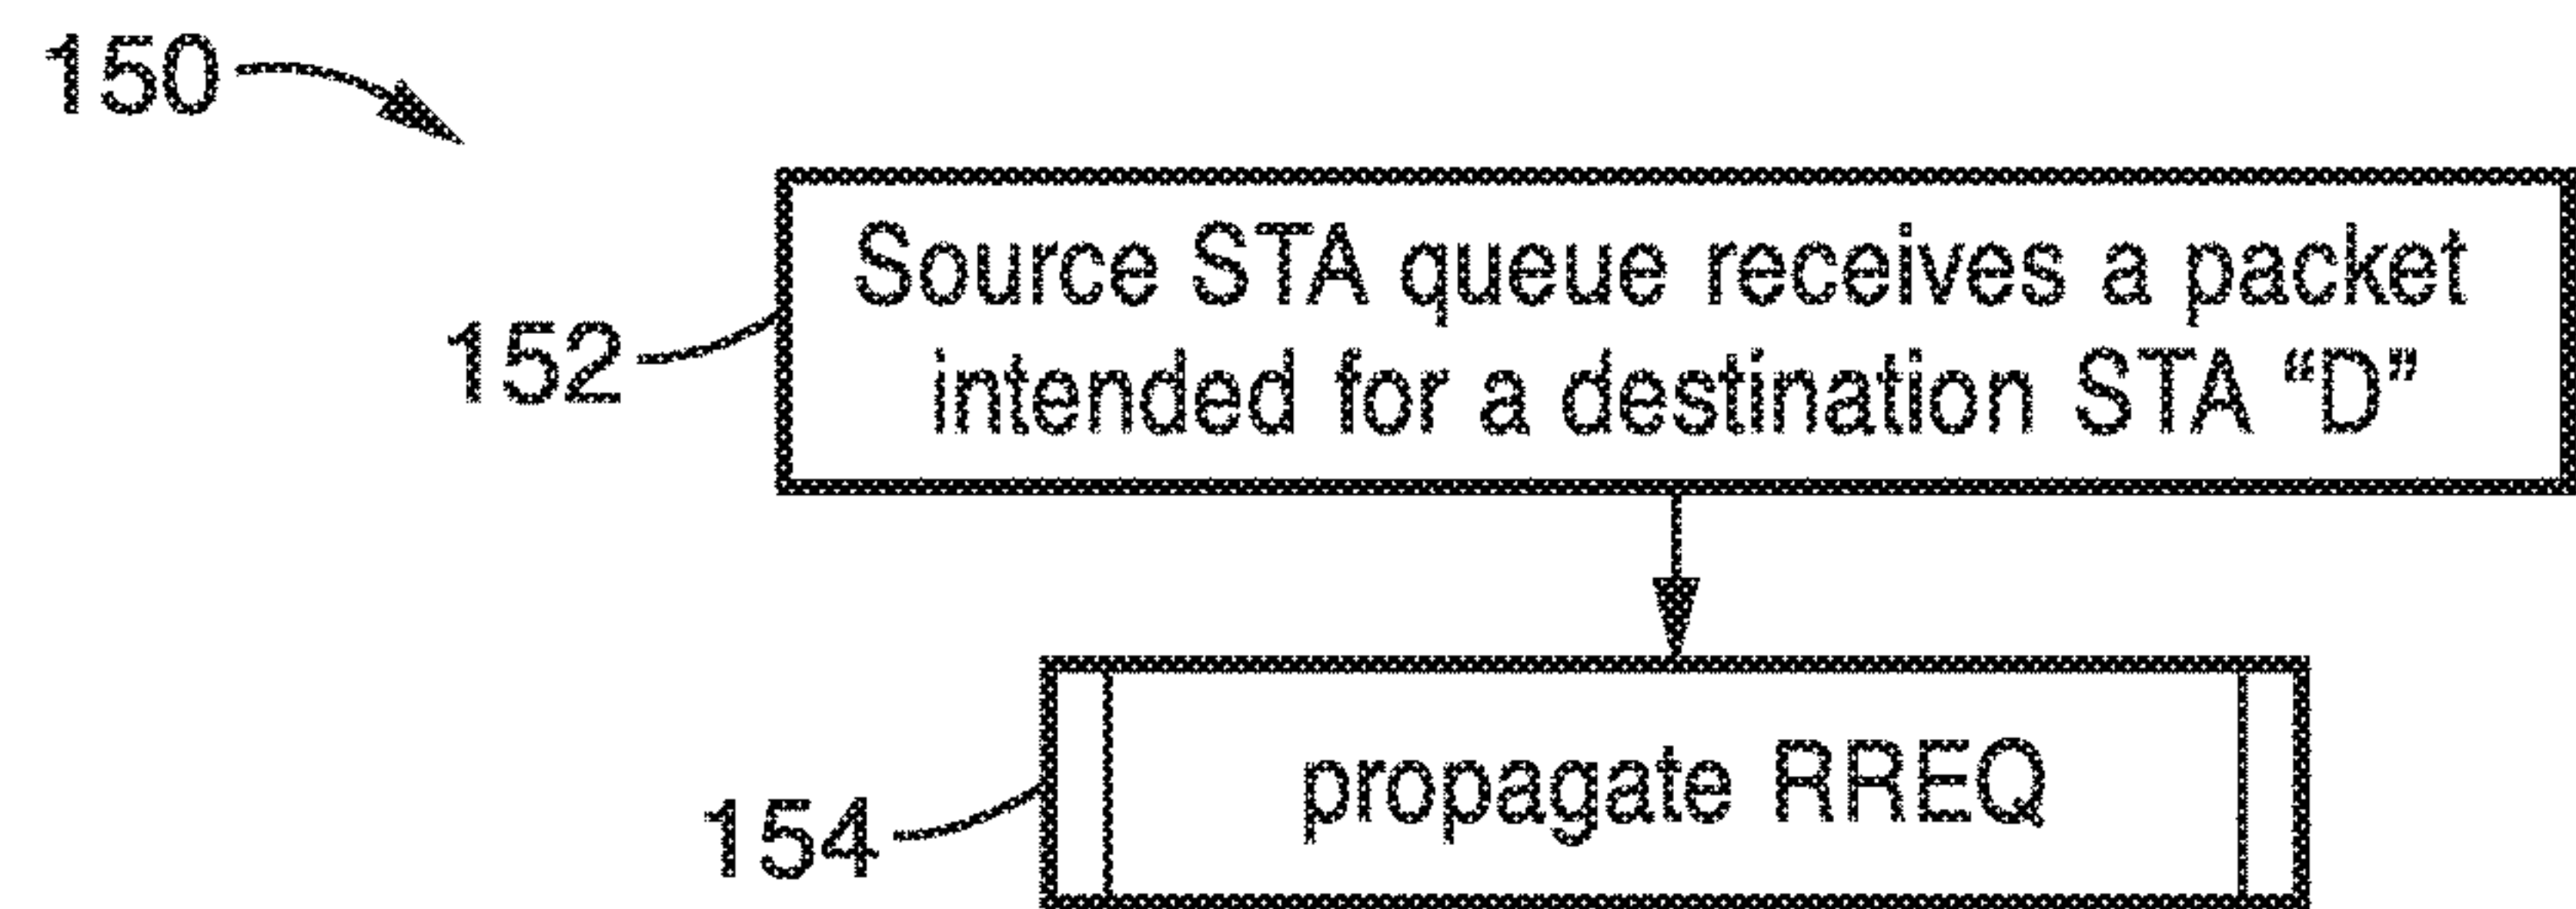 150
Source STA queue receives a packet
intended for a destination STA “D”
152
propagate RREQ
154